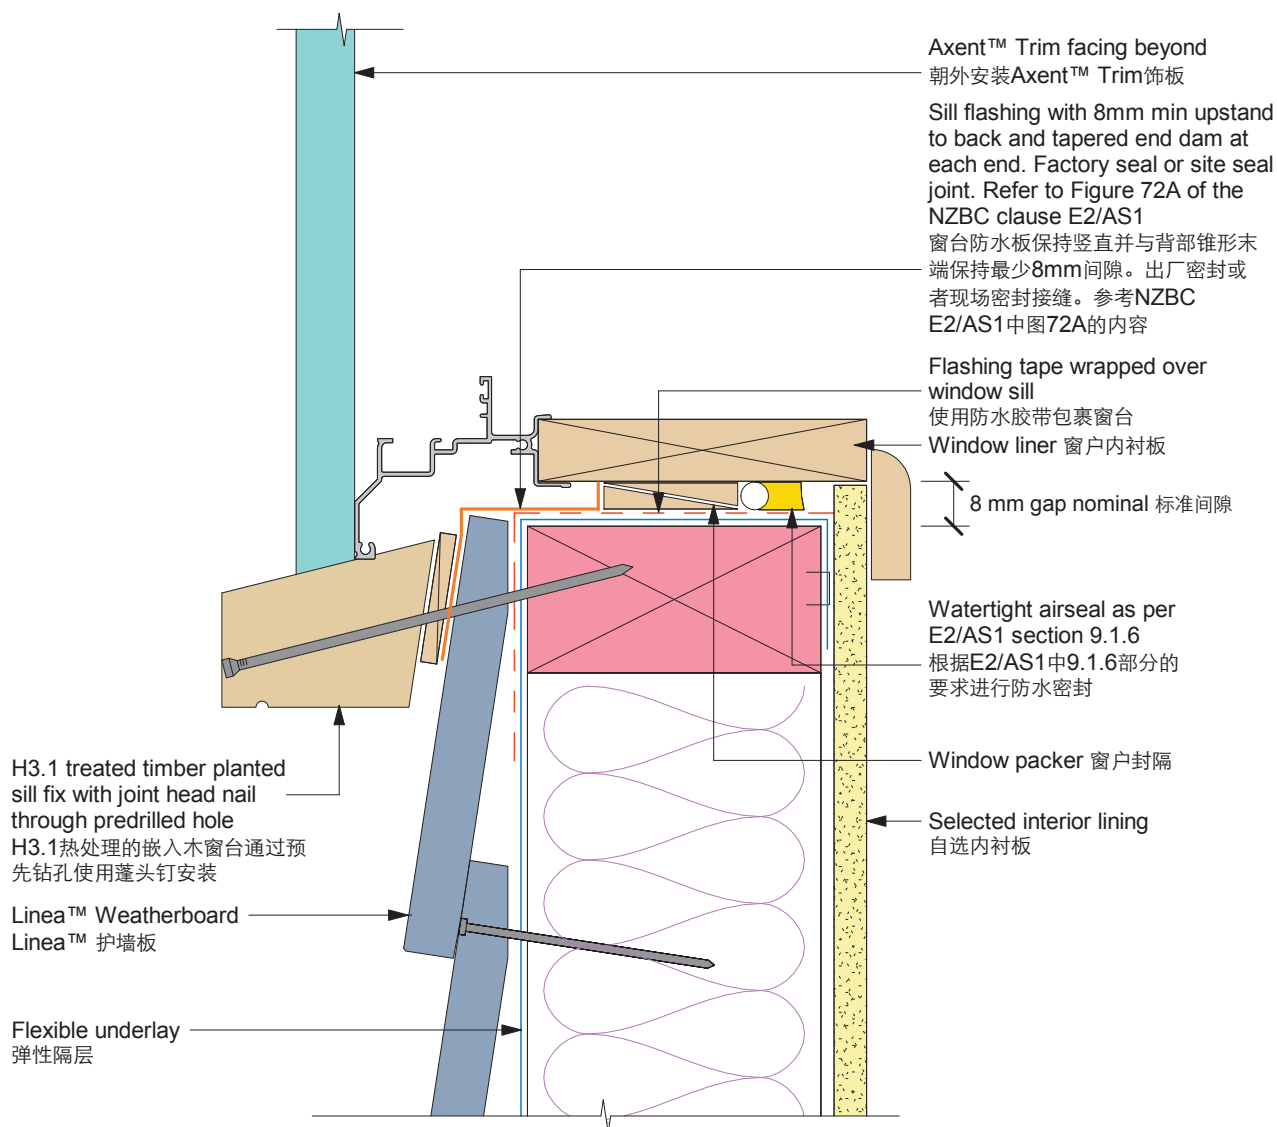 Axent™ Trim facing beyond
朝外安装Axent™ Trim饰板
Sill flashing with 8mm min upstand
to back and tapered end dam at
each end. Factory seal or site seal
joint. Refer to Figure 72A of the
NZBC clause E2/AS1
窗台防水板保持竖直并与背部锥形末
端保持最少8mm间隙。出厂密封或
者现场密封接缝。参考NZBC
E2/AS1中图72A的内容
Flashing tape wrapped over
window sill
使用防水胶带包裹窗台
Window liner 窗户内衬板
8 mm gap nominal 标准间隙
Watertight airseal as per
E2/AS1 section 9.1.6
根据E2/AS1中9.1.6部分的
要求进行防水密封
Window packer 窗户封隔
Selected interior lining
自选内衬板
H3.1 treated timber planted
sill fix with joint head nail
through predrilled hole
H3.1热处理的嵌入木窗台通过预
先钻孔使用蓬头钉安装
Linea™ Weatherboard
Linea™ 护墙板
Flexible underlay
弹性隔层